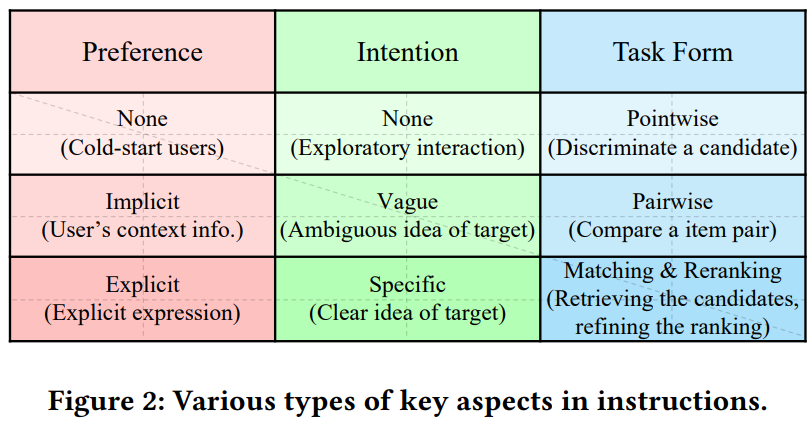 Preference Intention Task Form
None None Pointwise
(Cold-start users) (Exploratory interaction) (Discriminate a candidate)
Implicit Vague Pairwise
(User's context info.) (Ambiguous idea of target) (Compare a item pair)
Explicit Specific Matching & Reranking
(Explicit expression) (Clear idea of target) (Retrieving the candidates,
refining the ranking)
Figure 2: Various types of key aspects in instructions.